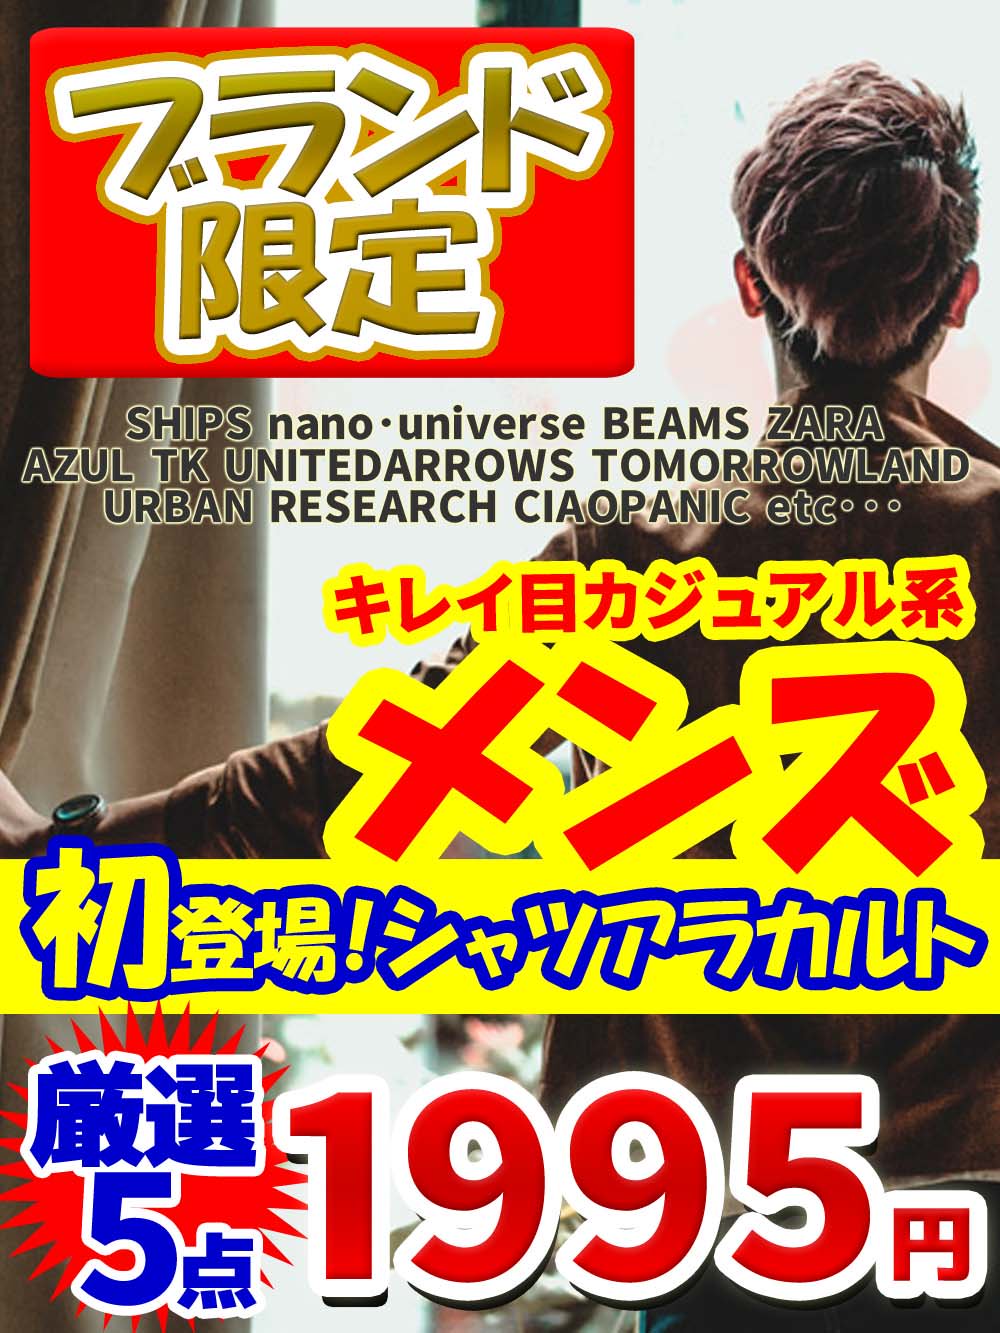 ブランド
限定
SHIPS nano・universe BEAMS ZARA
AZUL TK UNITEDARROWS TOMORROWLAND
URBAN RESEARCH CIAOPANIC etc・・・
キレイ目カジュアル系
メンズ
初登場!シャツアラカルト
厳選
5点
1995円